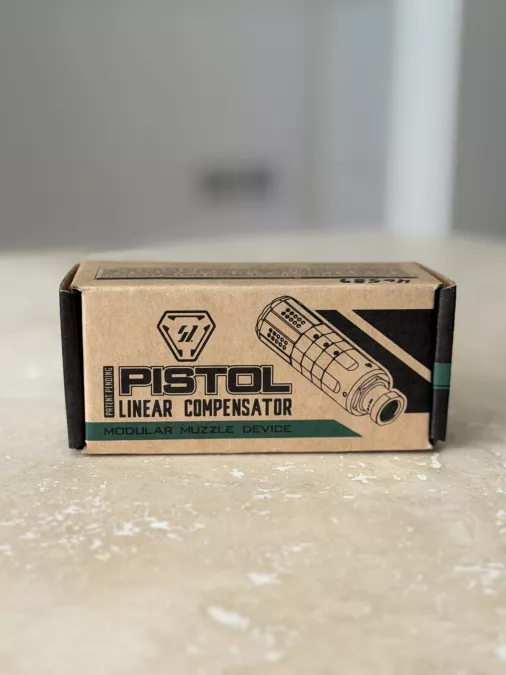 PATENT PENDING
PISTOL
LINEAR COMPENSATOR
MODULAR MUZZLE DEVICE